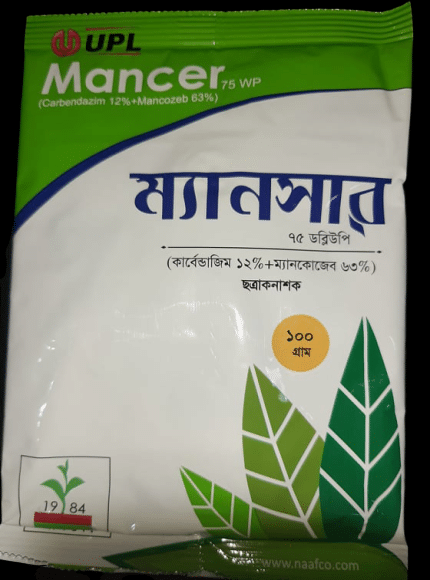 UPL
Mancer 75 WP
(Carbendazim 12%+Mancozeb 63%)
ম্যানসার
৭৫ ডব্লিউপি
(কার্বেন্ডাজিম ১২%+ম্যানকোজেব ৬৩%)
ছত্রাকনাশক
১০০
গ্রাম
19 84
www.naafco.com